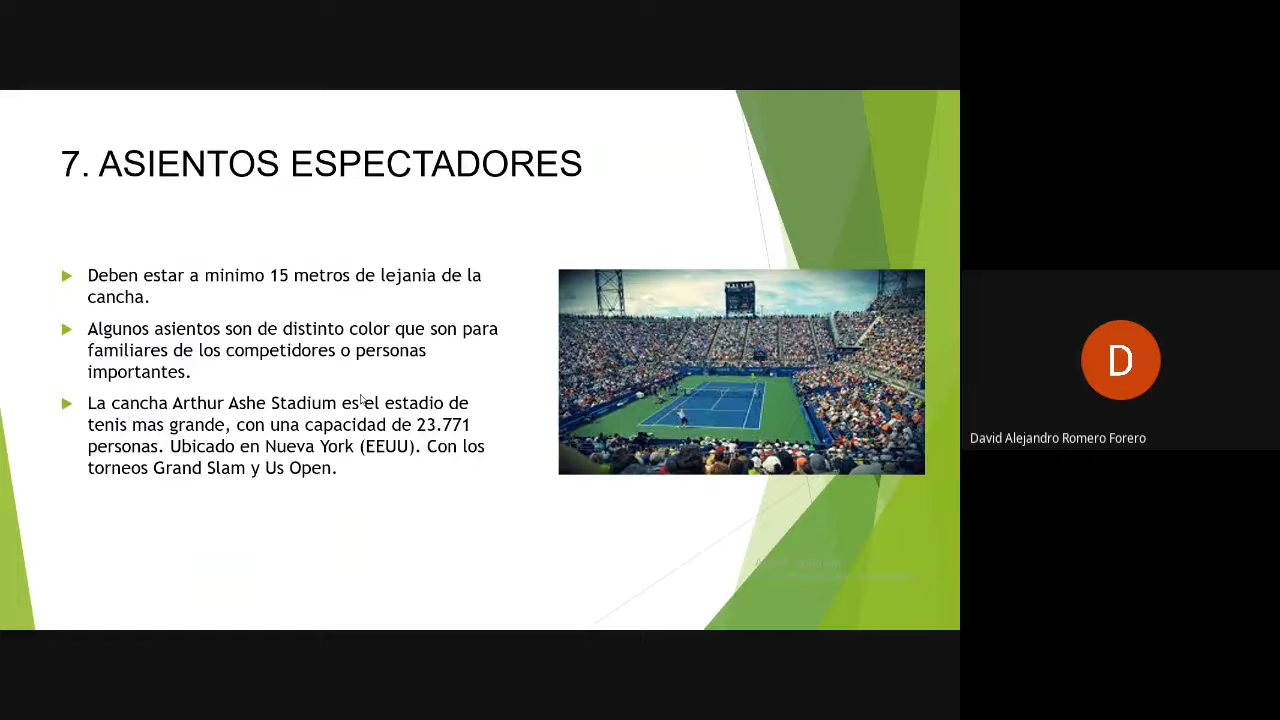 7. ASIENTOS ESPECTADORES
Deben estar a minimo 15 metros de lejania de la
cancha.
Algunos asientos son de distinto color que son para
familiares de los competidores o personas
importantes.
La cancha Arthur Ashe Stadium es el estadio de
tenis mas grande, con una capacidad de 23.771
personas. Ubicado en Nueva York (EEUU). Con los
torneos Grand Slam y Us Open.
D
David Alejandro Romero Forero